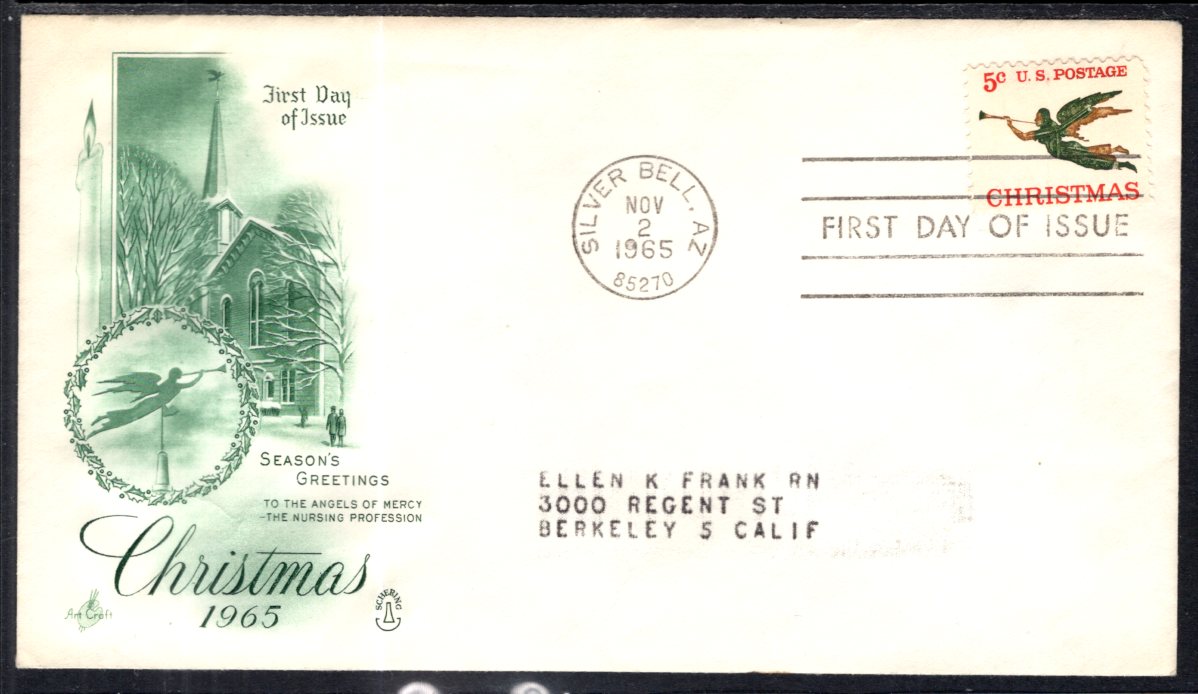 First Day
of Issue
5c U. S. POSTAGE
CHRISTMAS
SILVER BELL, AZ
NOV
2
1965
85270
FIRST DAY OF ISSUE
SEASON'S
GREETINGS
TO THE ANGELS OF MERCY
-THE NURSING PROFESSION
Christmas
1965
Art Craft
SCHERING
ELLEN K FRANK RN
3000 REGENT ST
BERKELEY 5 CALIF